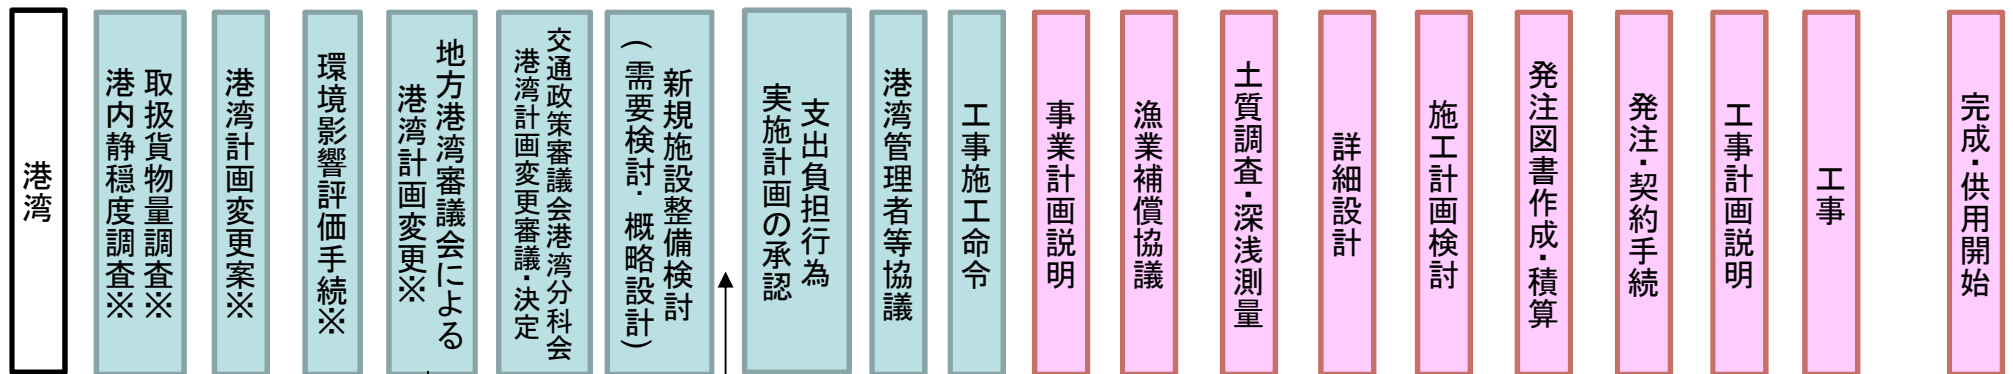 港湾
取扱貨物量調査※
港内静穏度調査※
港湾計画変更案※
環境影響評価手続※
地方港湾審議会による
港湾計画変更※
交通政策審議会港湾分科会
港湾計画変更審議・決定
新規施設整備検討
(需要検討・概略設計)
支出負担行為
実施計画の承認
港湾管理者等協議
工事施工命令
事業計画説明
漁業補償協議
土質調査・深浅測量
詳細設計
施工計画検討
発注図書作成・積算
発注・契約手続
工事計画説明
工事
完成・供用開始